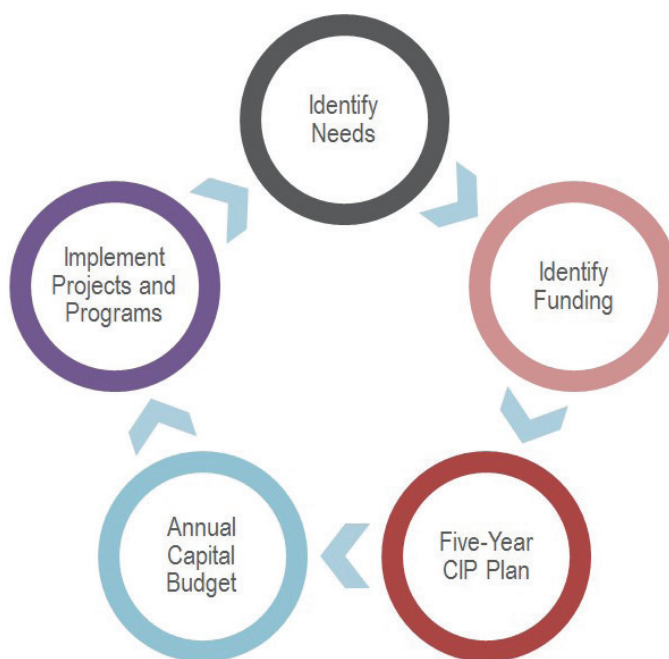 Identify
Needs
Identify
Funding
Five-Year
CIP Plan
Annual
Capital
Budget
Implement
Projects and
Programs